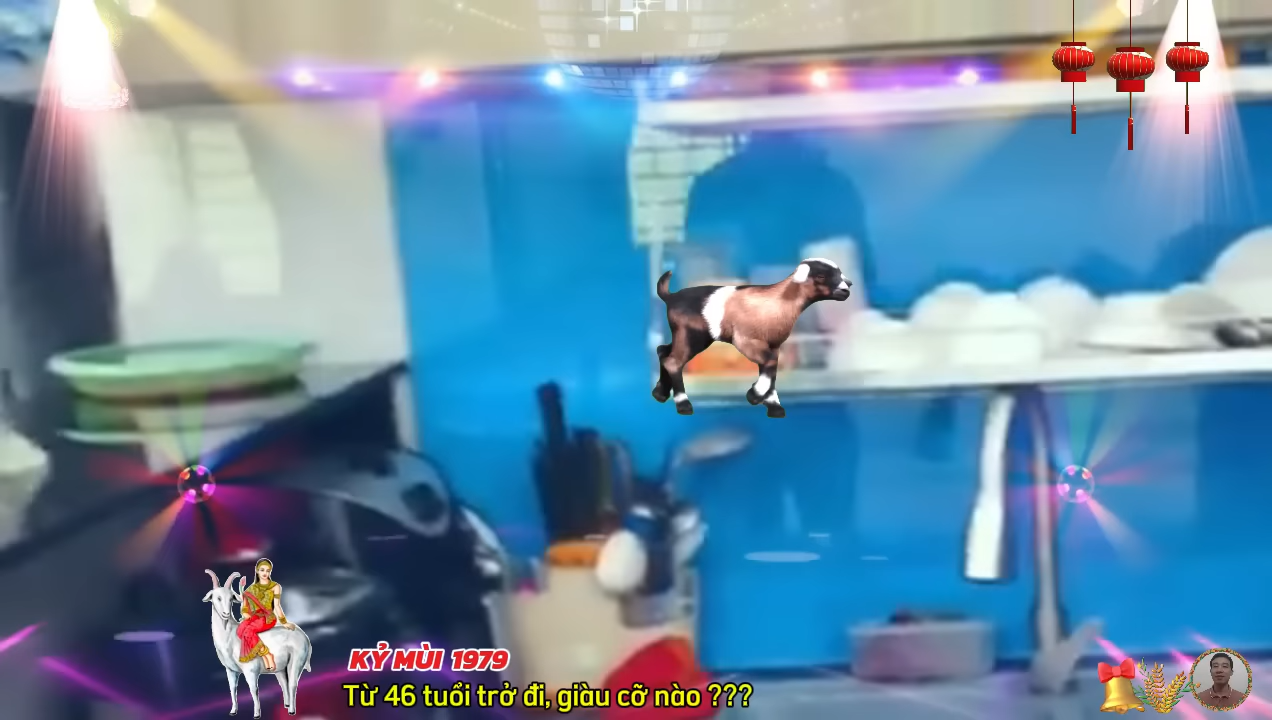 KỶ MÙI 1979
Từ 46 tuổi trở đi, giàu cỡ nào ???